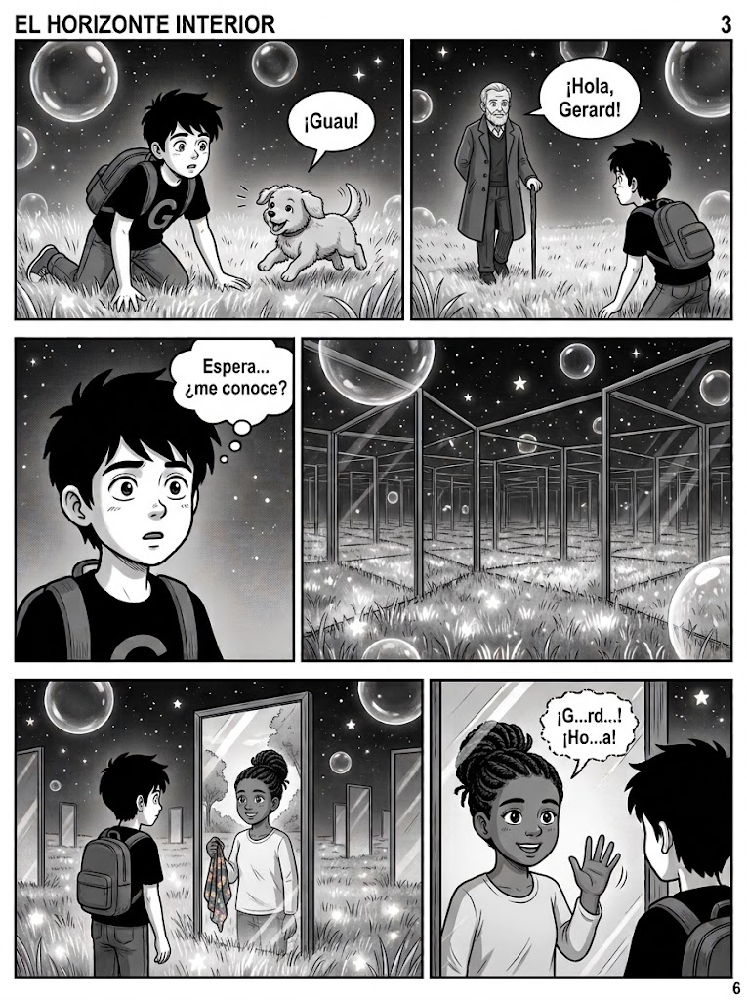 EL HORIZONTE INTERIOR
3
¡Guau!
¡Hola,
Gerard!
G
Espera...
¿me conoce?
G
¡G...rd...!
¡Ho...a!
6